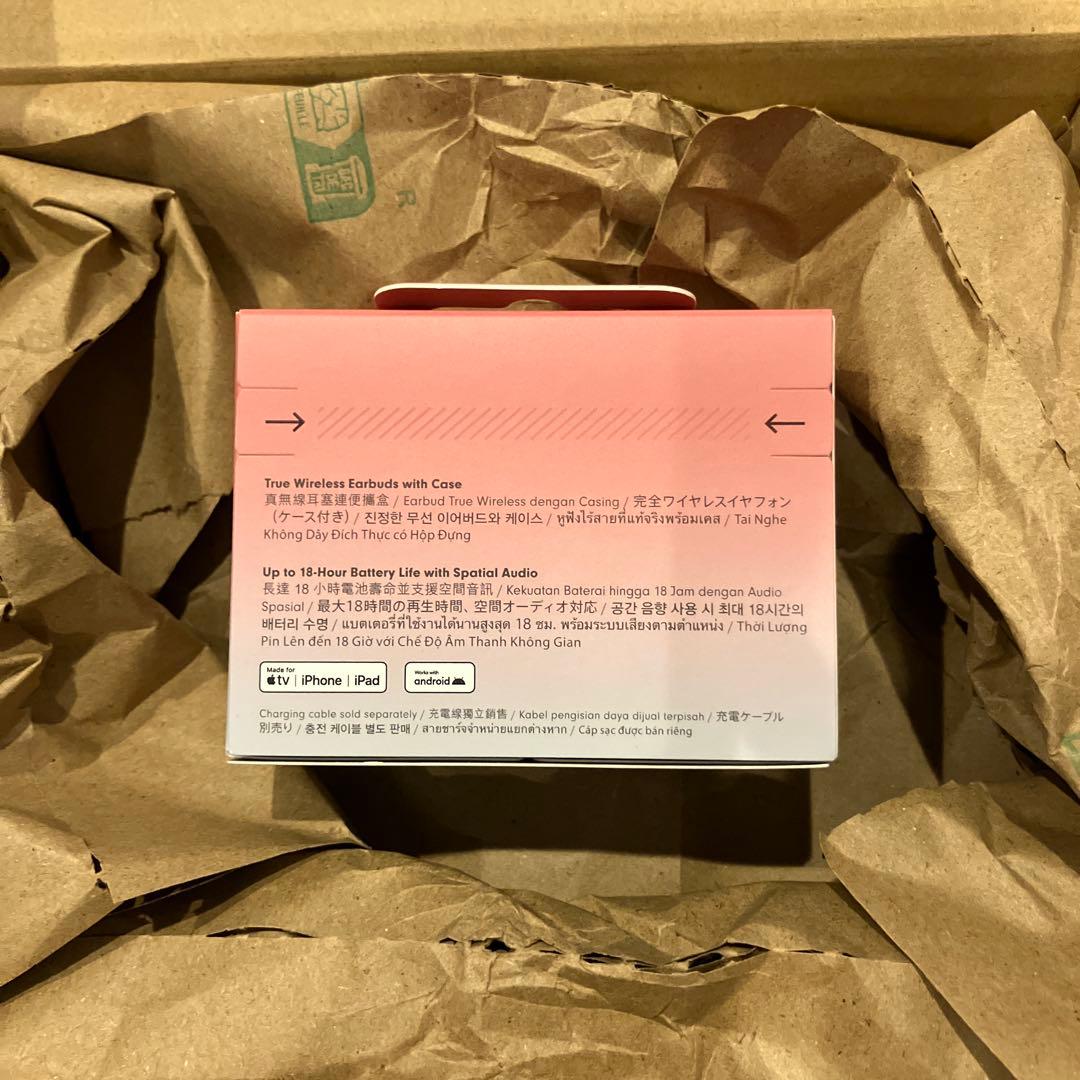 R
True Wireless Earbuds with Case
真無線耳塞連便攜盒 / Earbud True Wireless dengan Casing / 完全ワイヤレスイヤフォン
(ケース付き) / 진정한 무선 이어버드와 케이스 / หูฟังไร้สายที่แท้จริงพร้อมเคส / Tai Nghe
Không Dây Đích Thực có Hộp Đựng
Up to 18-Hour Battery Life with Spatial Audio
長達 18 小時電池壽命並支援空間音訊 / Kekuatan Baterai hingga 18 Jam dengan Audio
Spasial / 最大18時間の再生時間、空間オーディオ対応 / 공간 음향 사용 시 최대 18시간의
배터리 수명 / แบตเตอรี่ที่ใช้งานได้นานสูงสุด 18 ชม. พร้อมระบบเสียงตามตำแหน่ง / Thời Lượng
Pin Lên đến 18 Giờ với Chế Độ Âm Thanh Không Gian
Made for
tv | iPhone | iPad
Works with
android
Charging cable sold separately / 充電線獨立銷售 / Kabel pengisian daya dijual terpisah / 充電ケーブル
別売り / 충전 케이블 별도 판매 / สายชาร์จจำหน่ายแยกต่างหาก / Cáp sạc được bán riêng